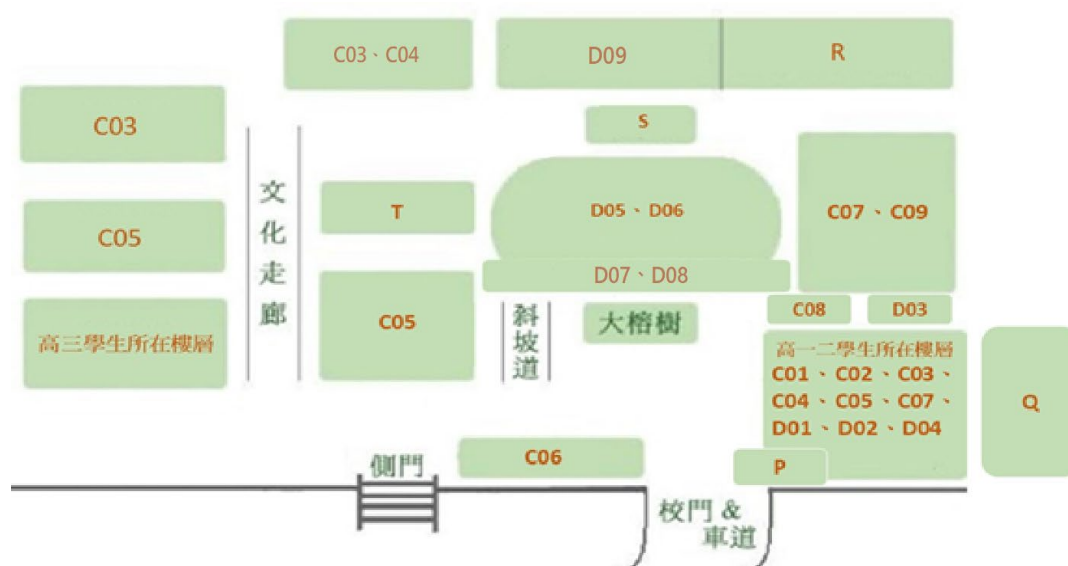 C03、C04
D09
R
C03
S
文化走廊
T
D05、D06
C07、C09
C05
D07、D08
C05
斜坡道
大榕樹
C08
D03
高三學生所在樓層
高一二學生所在樓層
C01、C02、C03、
C04、C05、C07、
D01、D02、D04
Q
側門
C06
P
校門 &
車道